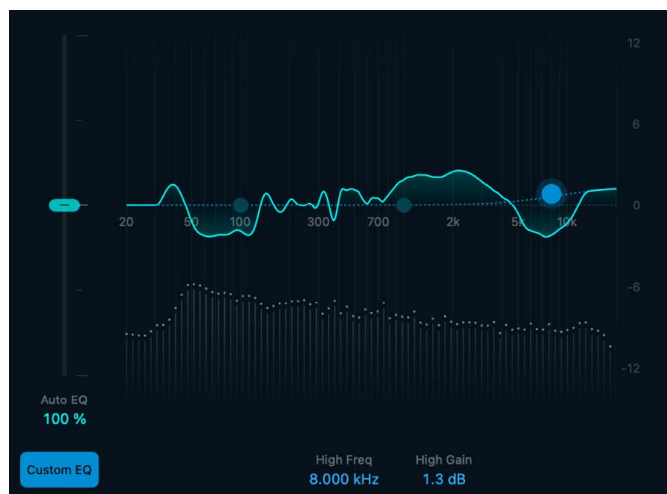 12
6
0
20 50 100 300 700 2k 5k 10k
-6
-12
Auto EQ
100 %
Custom EQ
High Freq High Gain
8.000 kHz 1.3 dB